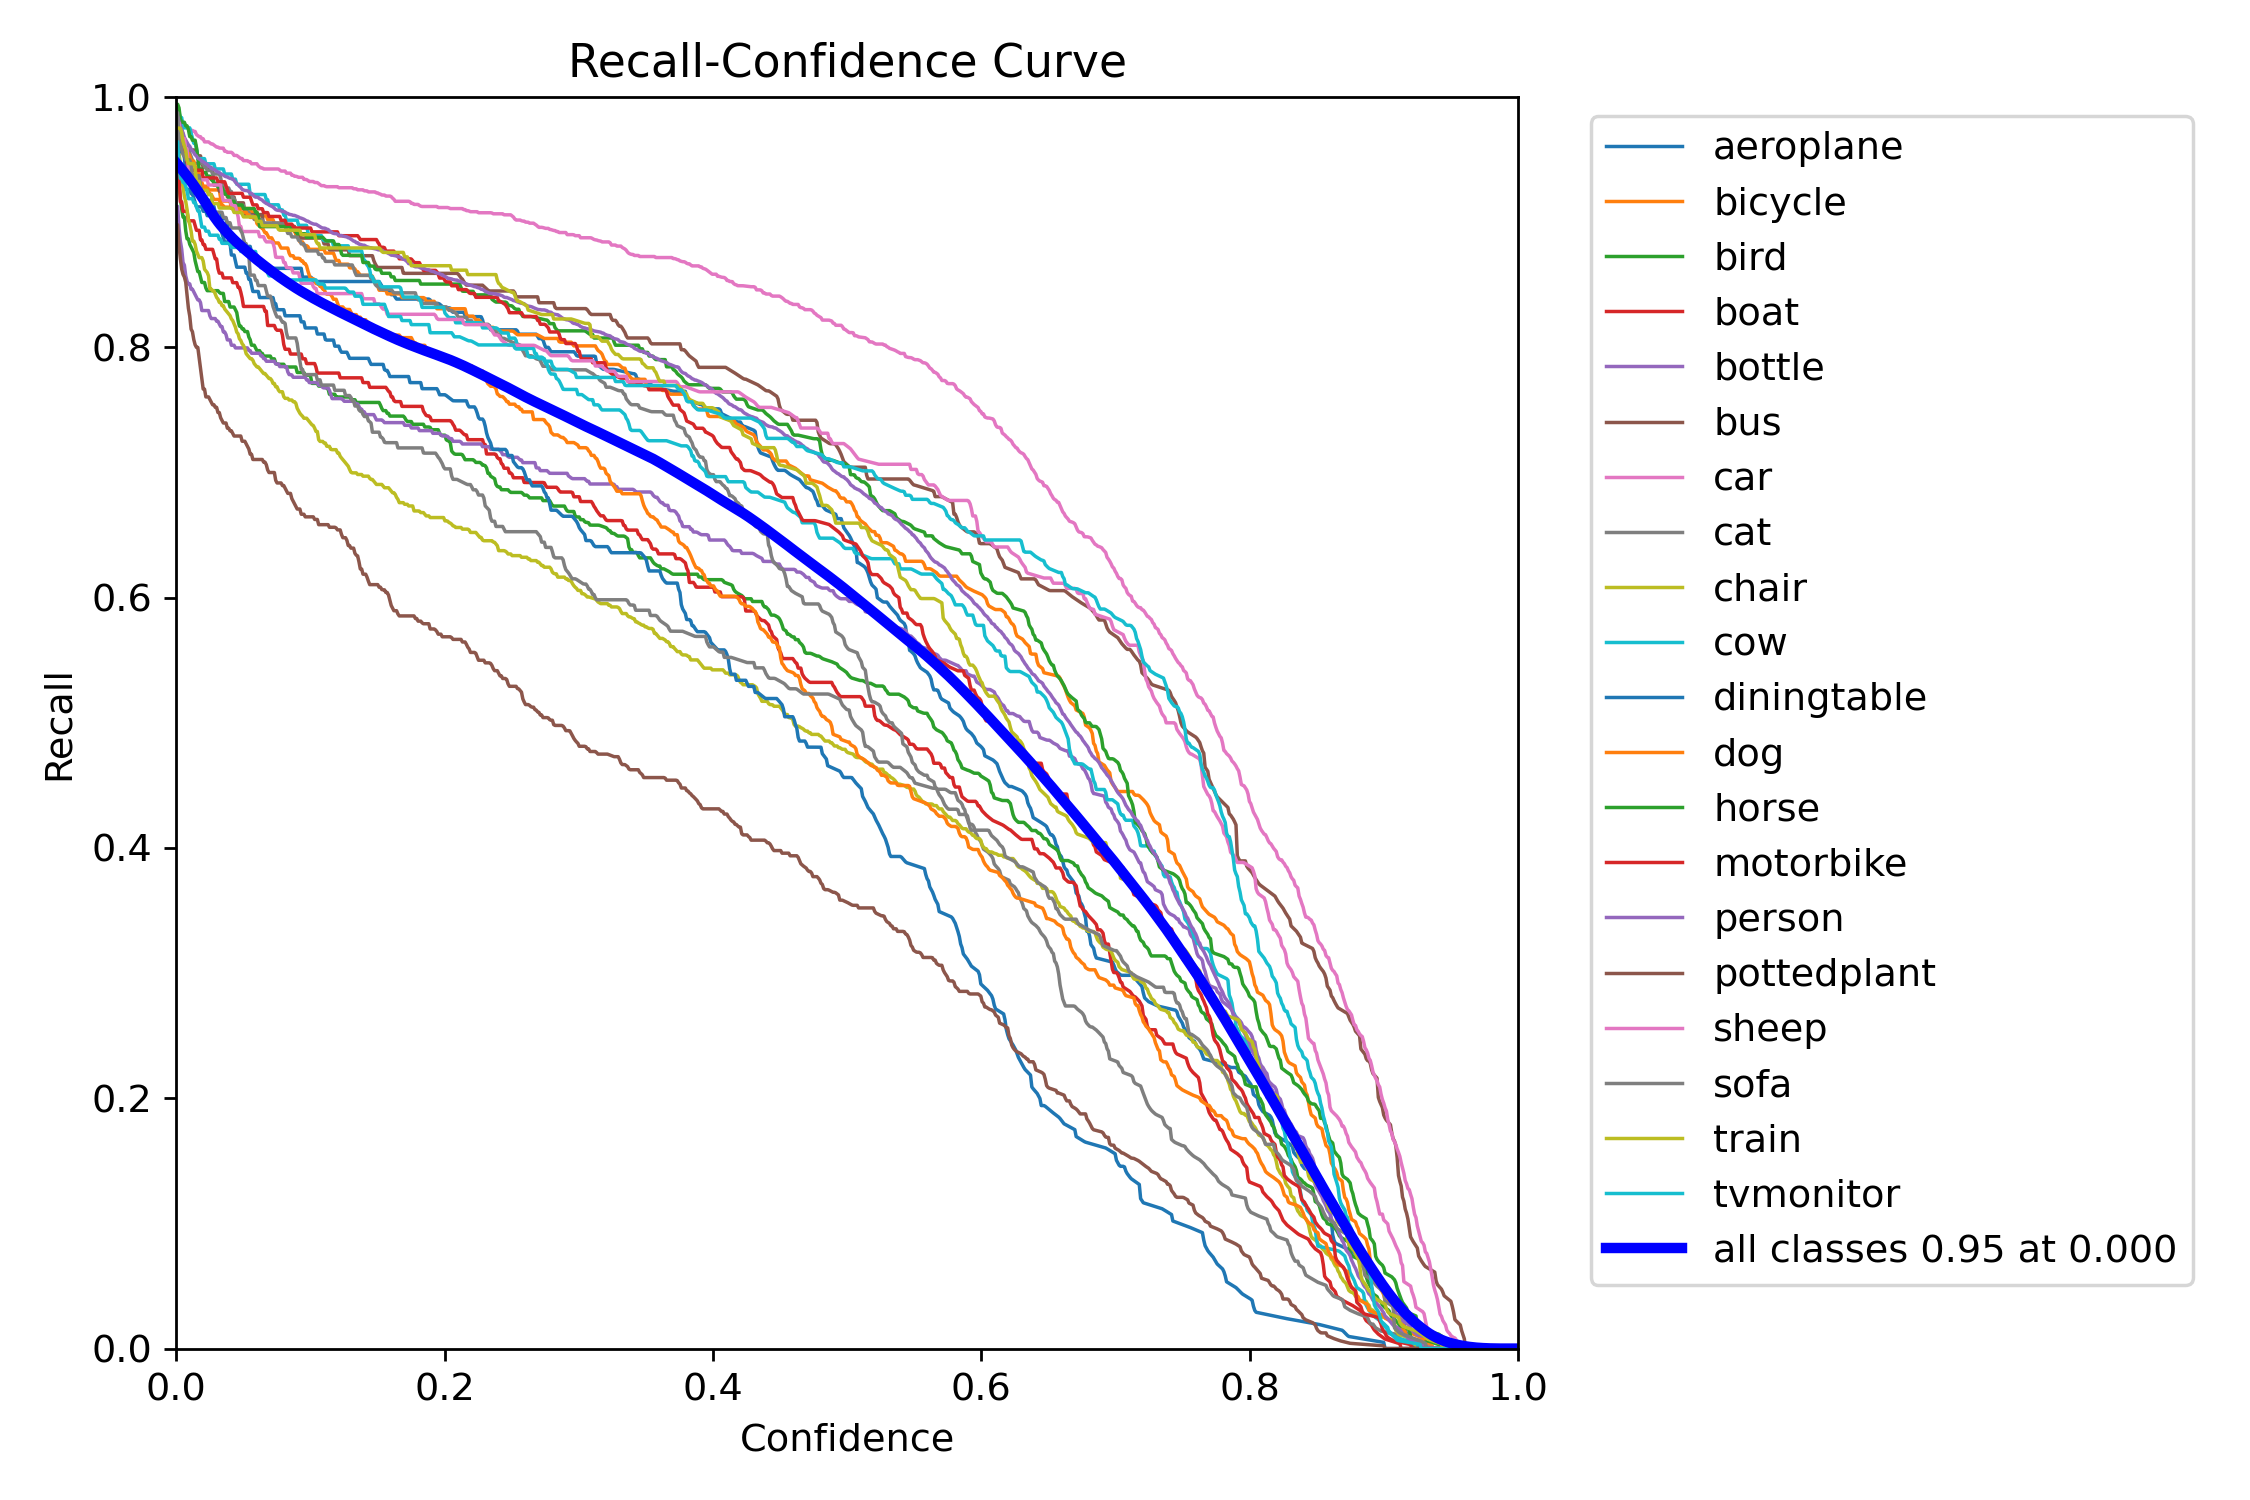 Recall-Confidence Curve
1.0
0.8
0.6
0.4
0.2
0.0
Recall
0.0 0.2 0.4 0.6 0.8 1.0
Confidence
aeroplane
bicycle
bird
boat
bottle
bus
car
cat
chair
cow
diningtable
dog
horse
motorbike
person
pottedplant
sheep
sofa
train
tvmonitor
all classes 0.95 at 0.000